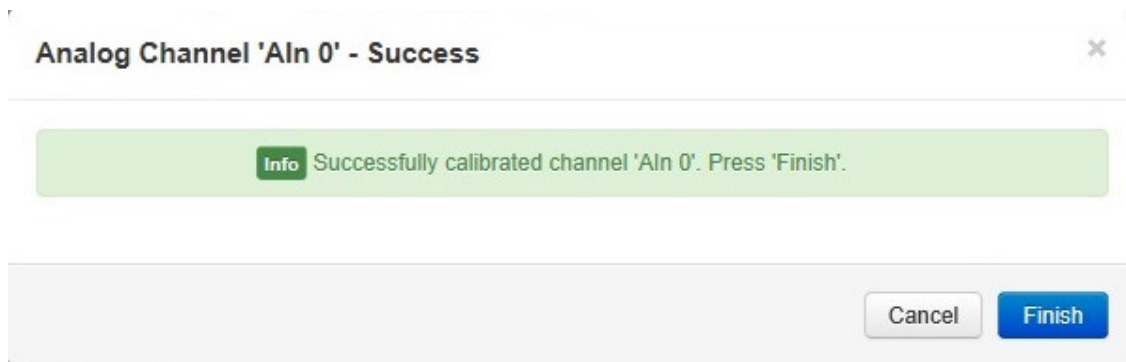 Analog Channel 'AIn 0' - Success
×
Info Successfully calibrated channel 'AIn 0'. Press 'Finish'.
Cancel Finish